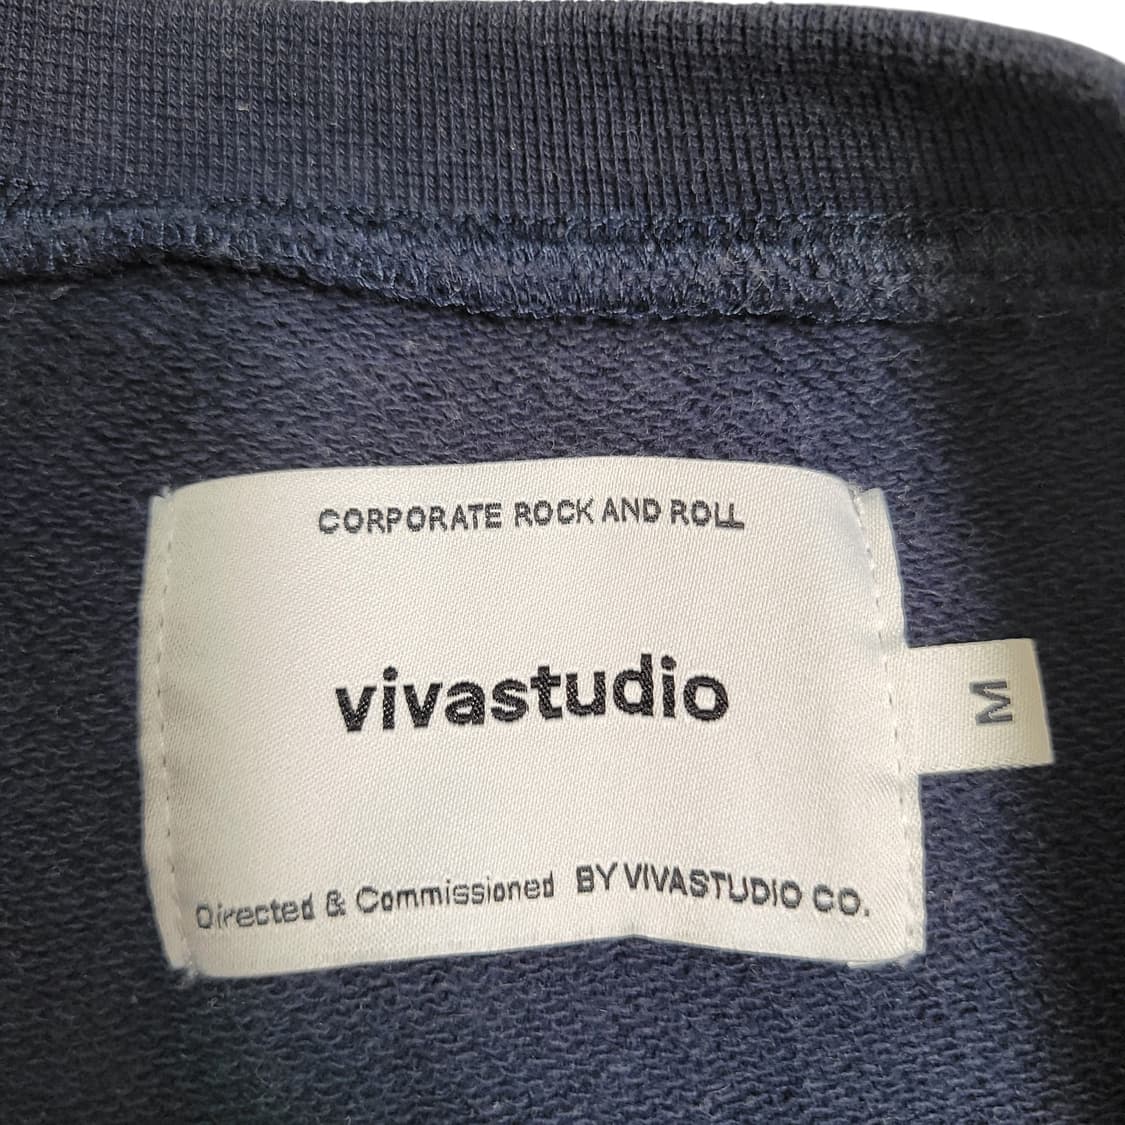 CORPORATE ROCK AND ROLL
vivastudio
M
Directed & Commissioned BY VIVASTUDIO CO.